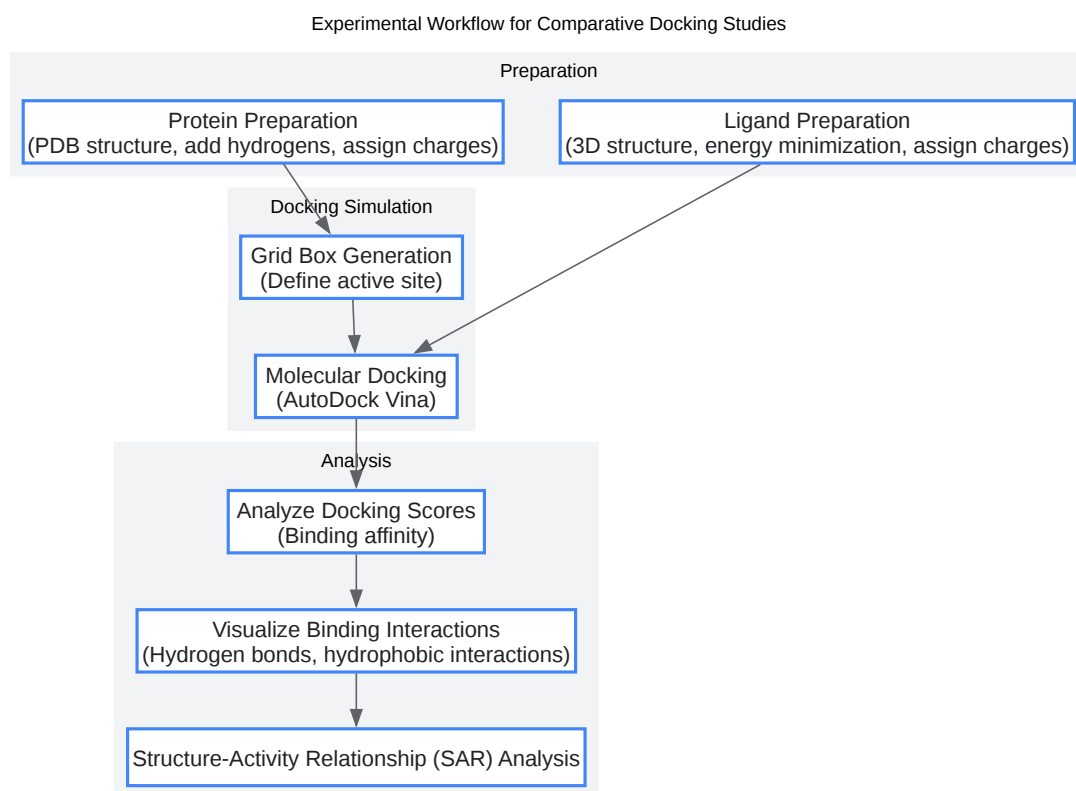 Experimental Workflow for Comparative Docking Studies
Preparation
Protein Preparation
(PDB structure, add hydrogens, assign charges)
Ligand Preparation
(3D structure, energy minimization, assign charges)
Docking Simulation
Grid Box Generation
(Define active site)
Molecular Docking
(AutoDock Vina)
Analysis
Analyze Docking Scores
(Binding affinity)
Visualize Binding Interactions
(Hydrogen bonds, hydrophobic interactions)
Structure-Activity Relationship (SAR) Analysis